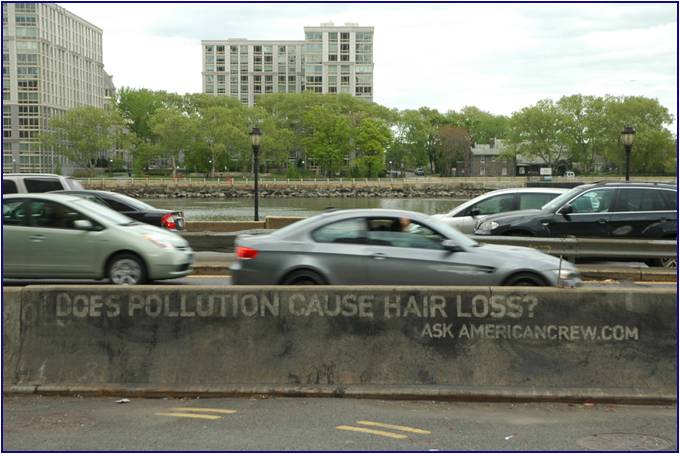 DOES POLLUTION CAUSE HAIR LOSS?
ASK AMERICANCREW.COM